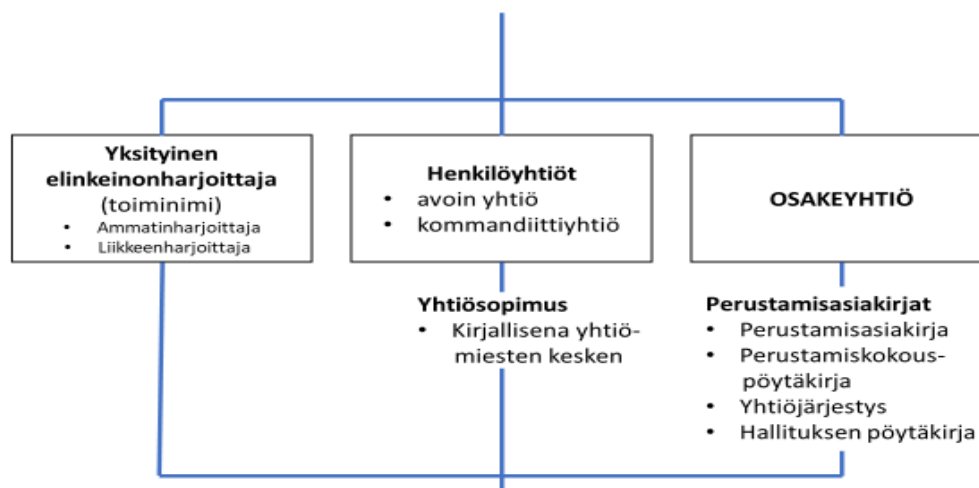 Yksityinen
elinkeinonharjoittaja
(toiminimi)
• Ammatinharjoittaja
• Liikkeenharjoittaja
Henkilöyhtiöt
• avoin yhtiö
• kommandiittiyhtiö
OSAKEYHTIÖ
Yhtiösopimus
• Kirjallisena yhtiö-
miesten kesken
Perustamisasiakirjat
• Perustamisasiakirja
• Perustamiskokous-
pöytäkirja
• Yhtiöjärjestys
• Hallituksen pöytäkirja